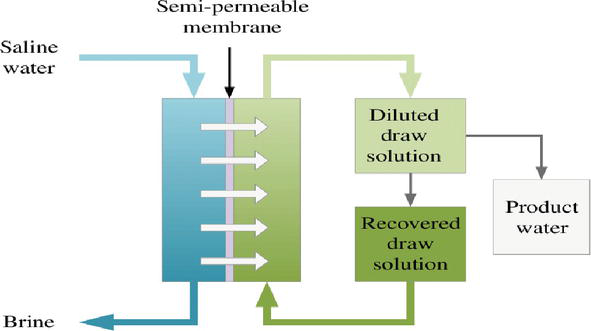 Semi-permeable
membrane
Saline
water
Diluted
draw
solution
Product
water
Recovered
draw
solution
Brine